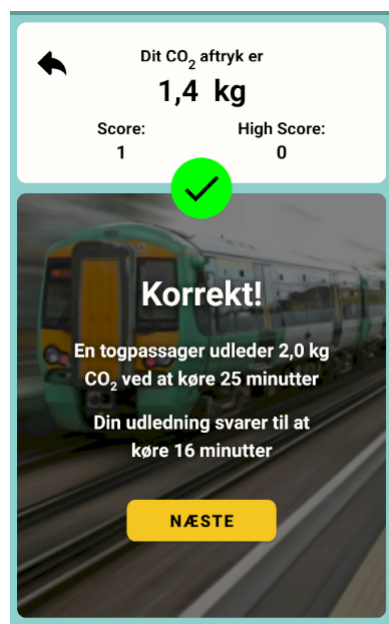 Dit CO₂ aftryk er
1,4 kg
Score: High Score:
1 0
Korrekt!
En togpassager udleder 2,0 kg
CO₂ ved at køre 25 minutter
Din udledning svarer til at
køre 16 minutter
NÆSTE